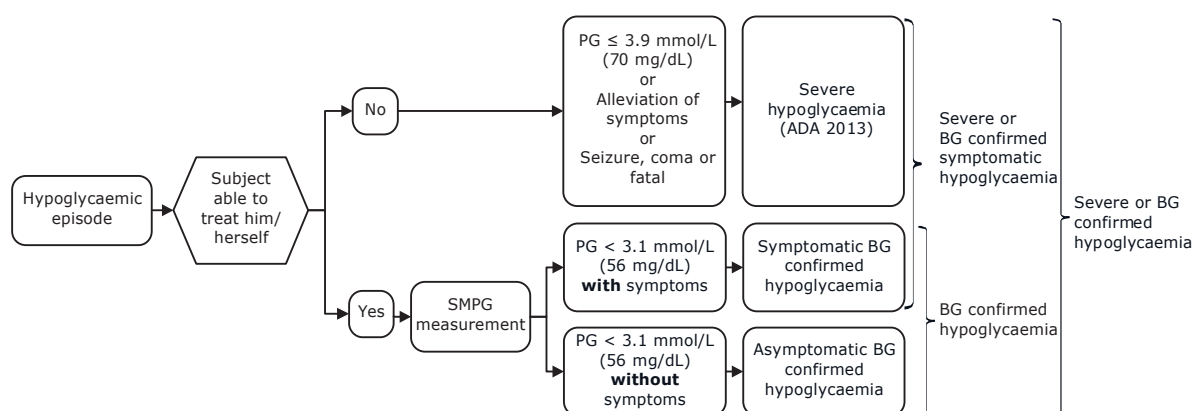 Hypoglycaemic
episode
Subject
able to
treat him/
herself
No
Yes
SMPG
measurement
PG ≤ 3.9 mmol/L
(70 mg/dL)
or
Alleviation of
symptoms
or
Seizure, coma or
fatal
Severe
hypoglycaemia
(ADA 2013)
PG < 3.1 mmol/L
(56 mg/dL)
with symptoms
Symptomatic BG
confirmed
hypoglycaemia
PG < 3.1 mmol/L
(56 mg/dL)
without
symptoms
Asymptomatic BG
confirmed
hypoglycaemia
Severe or
BG confirmed
symptomatic
hypoglycaemia
BG confirmed
hypoglycaemia
Severe or BG
confirmed
hypoglycaemia